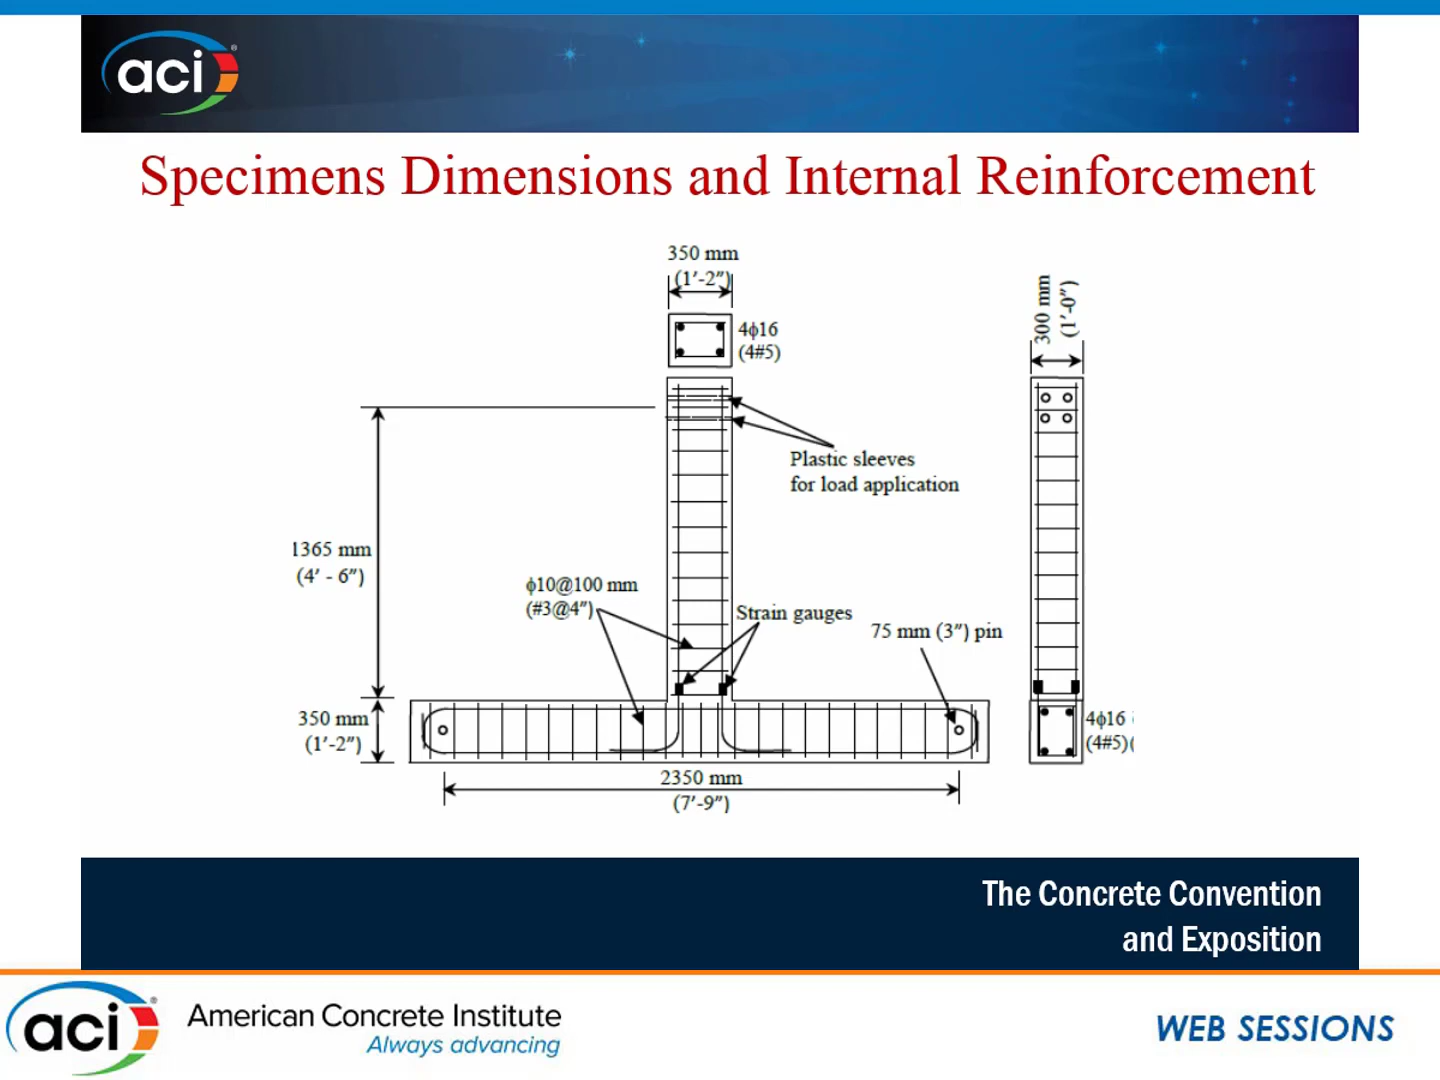 aci
Specimens Dimensions and Internal Reinforcement
350 mm
(1'-2")
4ϕ16
(4#5)
300 mm
(1'-0")
Plastic sleeves
for load application
1365 mm
(4' - 6")
ϕ10@100 mm
(#3@4")
Strain gauges
75 mm (3") pin
350 mm
(1'-2")
4ϕ16
(4#5)(
2350 mm
(7'-9")
The Concrete Convention
and Exposition
aci
American Concrete Institute
Always advancing
WEB SESSIONS